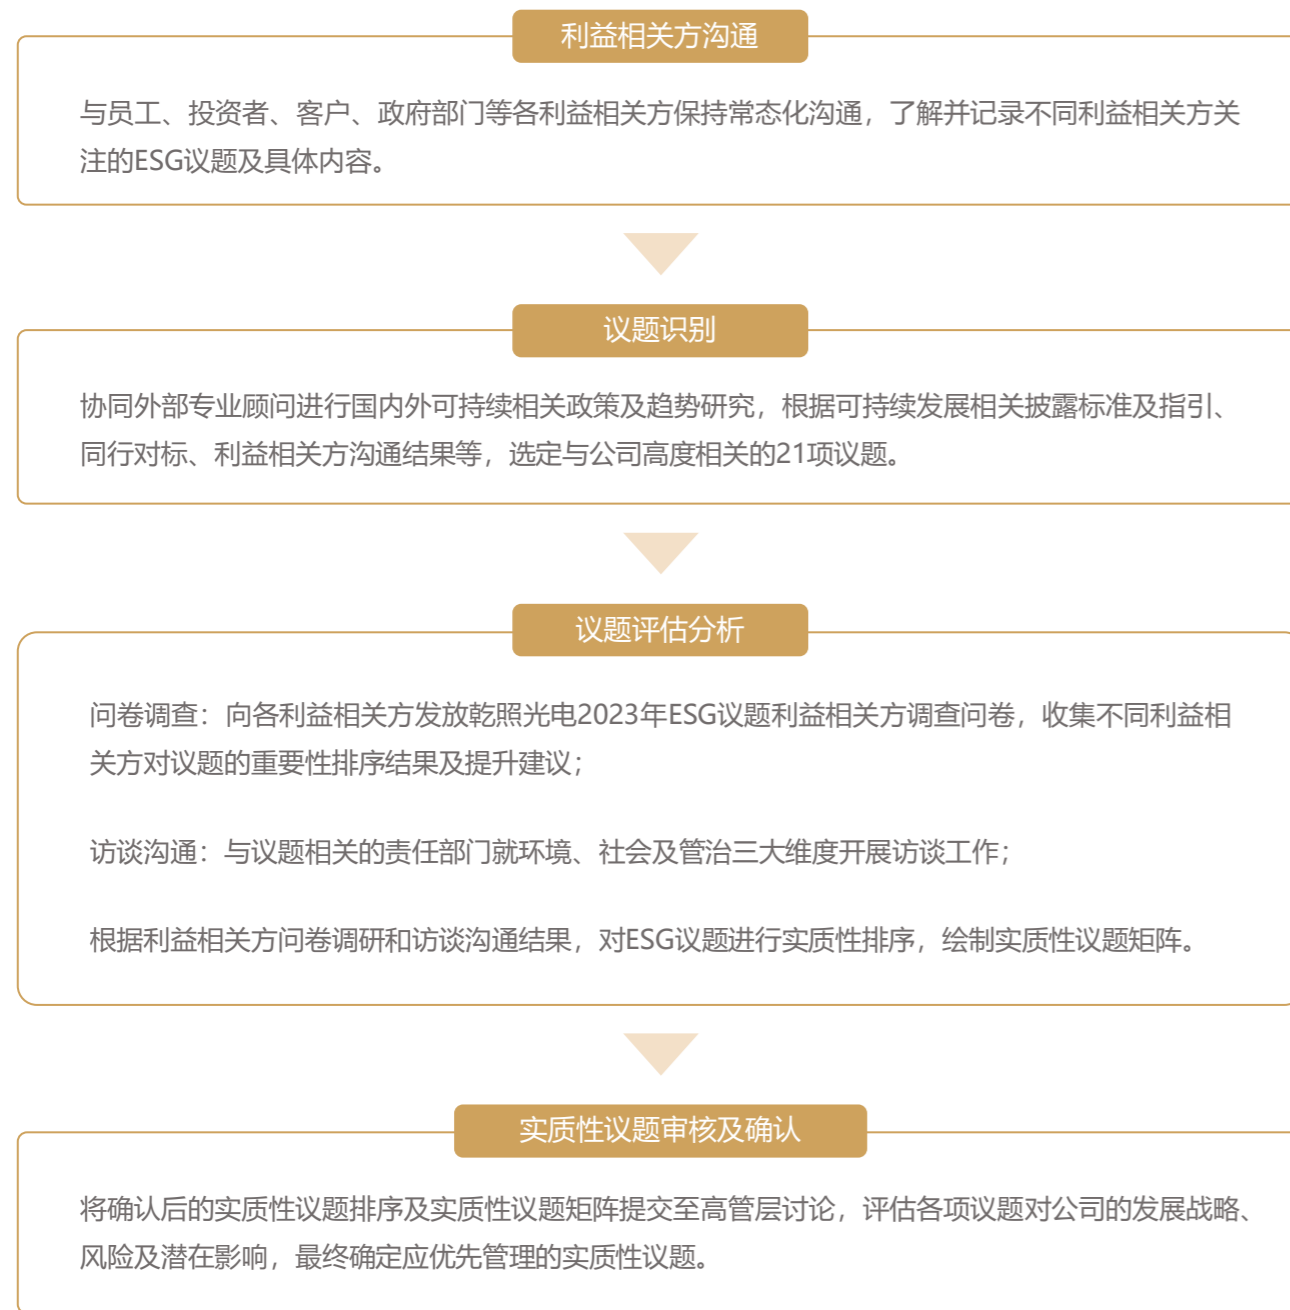 利益相关方沟通
与员工、投资者、客户、政府部门等各利益相关方保持常态化沟通，了解并记录不同利益相关方关
注的ESG议题及具体内容。
议题识别
协同外部专业顾问进行国内外可持续相关政策及趋势研究，根据可持续发展相关披露标准及指引、
同行对标、利益相关方沟通结果等，选定与公司高度相关的21项议题。
议题评估分析
问卷调查：向各利益相关方发放乾照光电2023年ESG议题利益相关方调查问卷，收集不同利益相
关方对议题的重要性排序结果及提升建议；
访谈沟通：与议题相关的责任部门就环境、社会及管治三大维度开展访谈工作；
根据利益相关方问卷调研和访谈沟通结果，对ESG议题进行实质性排序，绘制实质性议题矩阵。
实质性议题审核及确认
将确认后的实质性议题排序及实质性议题矩阵提交至高管层讨论，评估各项议题对公司的发展战略、
风险及潜在影响，最终确定应优先管理的实质性议题。